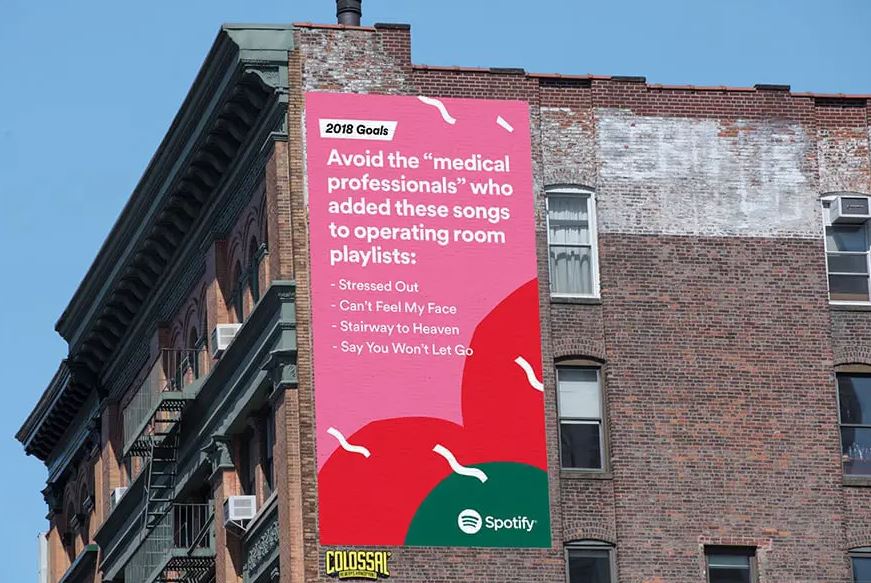 2018 Goals
Avoid the “medical
professionals” who
added these songs
to operating room
playlists:
- Stressed Out
- Can’t Feel My Face
- Stairway to Heaven
- Say You Won’t Let Go
Spotify
COLOSSAL